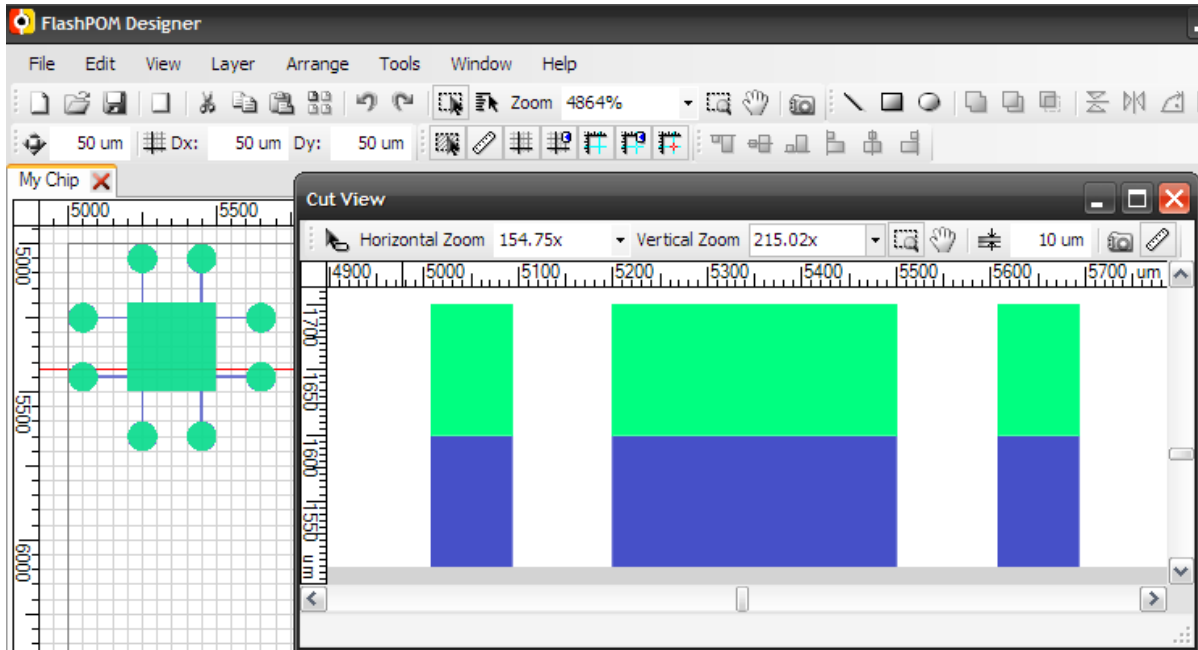 FlashPOM Designer
File Edit View Layer Arrange Tools Window Help
Zoom 4864%
50 um Dx: 50 um Dy: 50 um
My Chip
Cut View
5000 5500
Horizontal Zoom 154.75x Vertical Zoom 215.02x 10 um
4900 5000 5100 5200 5300 5400 5500 5600 5700 um
5000
5500
6000
1700
1650
1600
1550
um